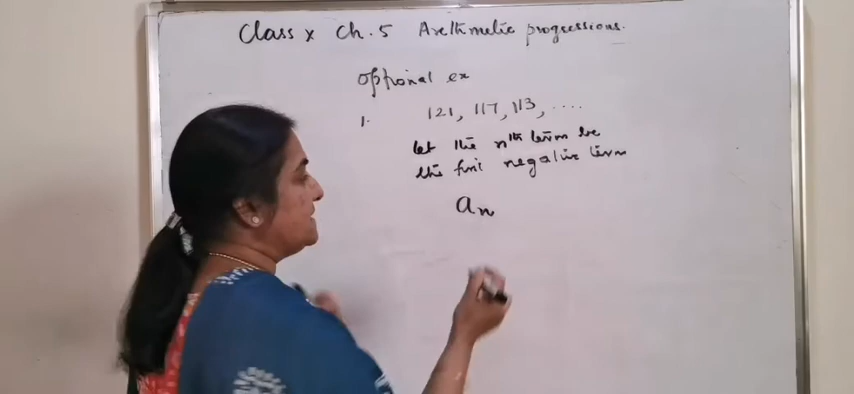 Class x Ch. 5 Arethmetic progressions.
optional ex
1. 121, 117, 113, ....
let the nth term be
the first negative term
an